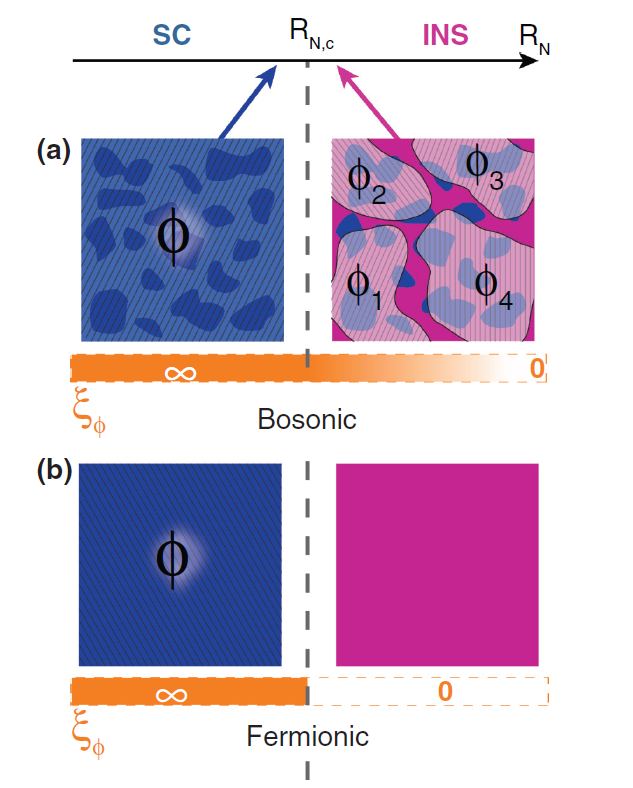 SC R_N,c INS R_N
(a)
ϕ ϕ_2 ϕ_3
ϕ_1 ϕ_4
∞ 0
ξ_ϕ
Bosonic
(b)
ϕ
∞ 0
ξ_ϕ
Fermionic